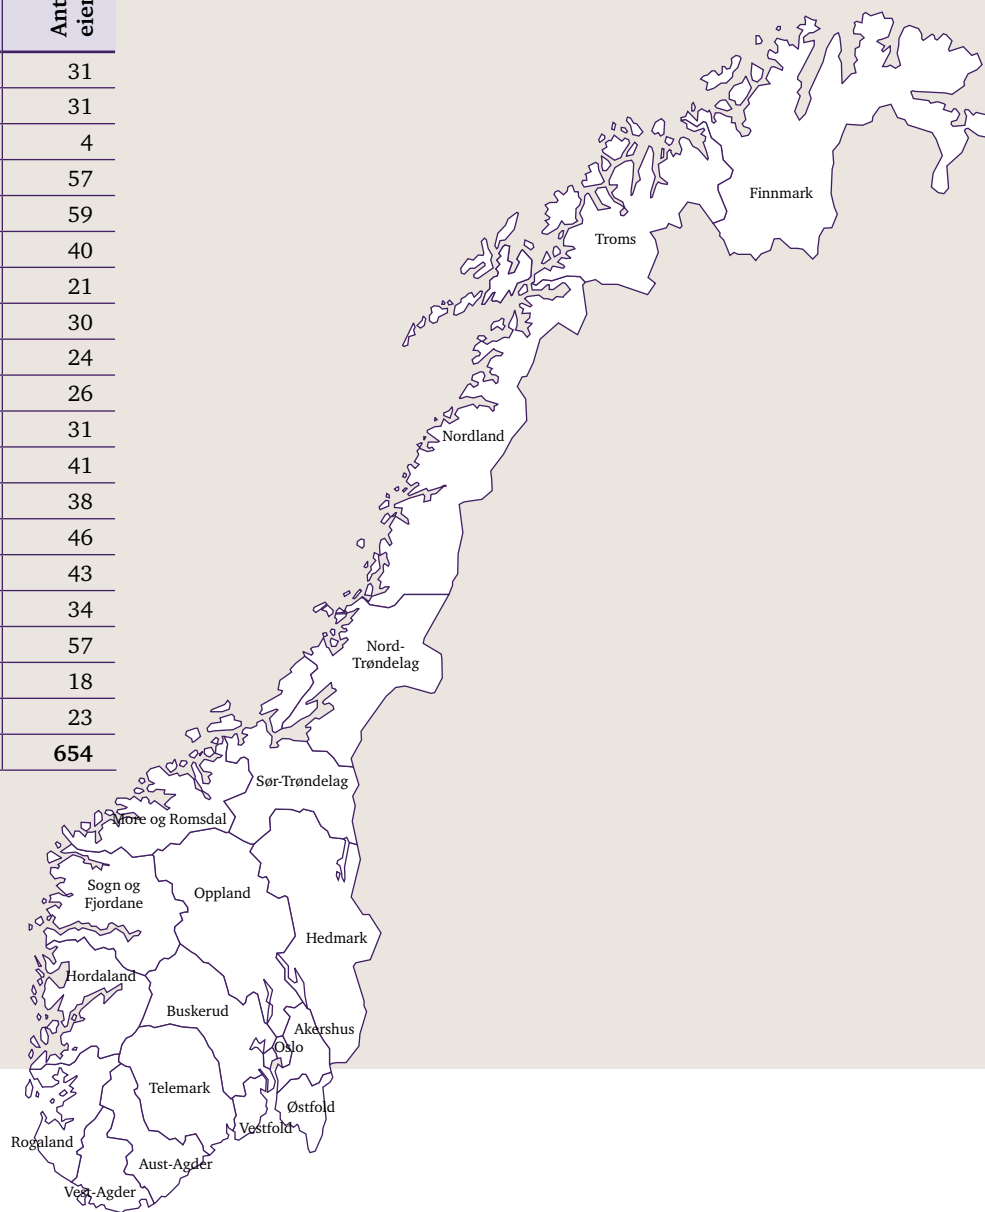 31
31
4
57
59
40
21
30
24
26
31
41
38
46
43
34
57
18
23
654
Finnmark
Troms
Nordland
Nord-
Trøndelag
Sør-Trøndelag
Møre og Romsdal
Sogn og
Fjordane
Oppland
Hedmark
Hordaland
Buskerud
Akershus
Oslo
Telemark
Østfold
Vestfold
Rogaland
Aust-Agder
Vest-Agder